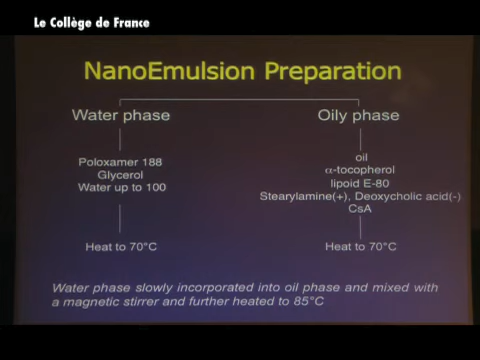 Le Collège de France
NanoEmulsion Preparation
Water phase
Oily phase
Poloxamer 188
Glycerol
Water up to 100
oil
α-tocopherol
lipoid E-80
Stearylamine(+), Deoxycholic acid(-)
CsA
Heat to 70°C
Heat to 70°C
Water phase slowly incorporated into oil phase and mixed with
a magnetic stirrer and further heated to 85°C